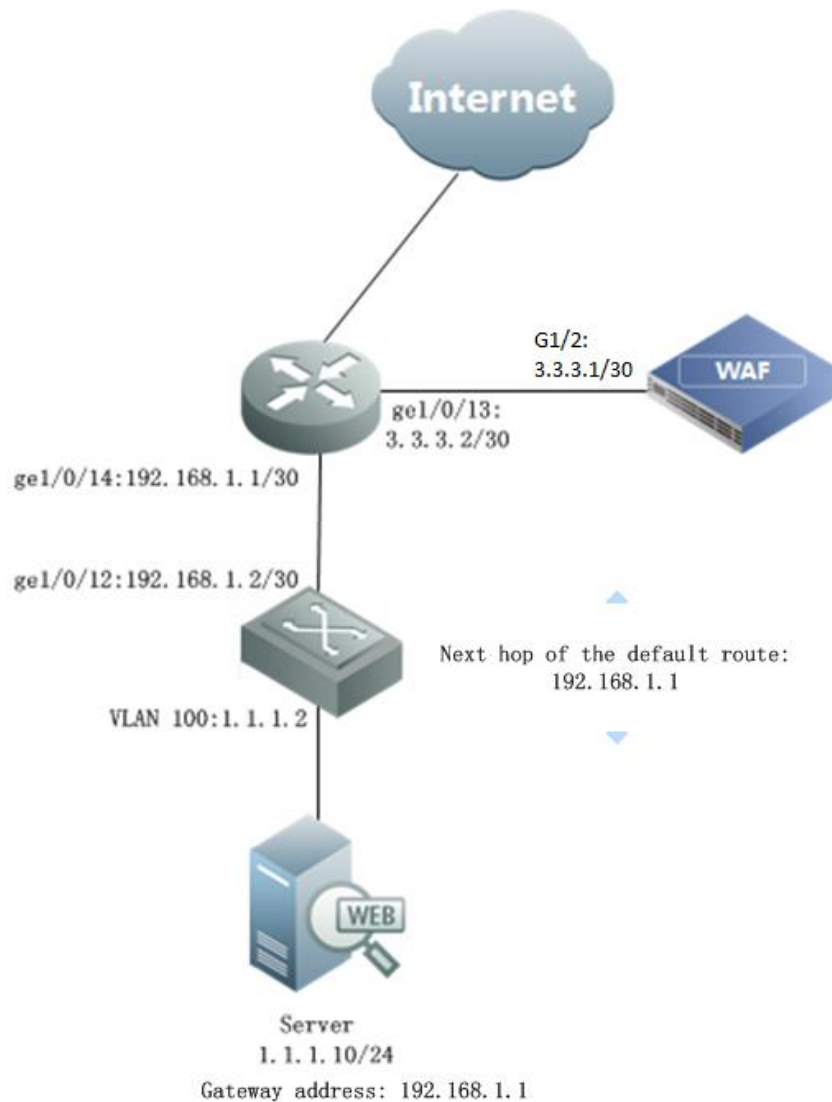 Internet
G1/2:
3.3.3.1/30
WAF
ge1/0/13:
3.3.3.2/30
ge1/0/14:192.168.1.1/30
ge1/0/12:192.168.1.2/30
Next hop of the default route:
192.168.1.1
VLAN 100:1.1.1.2
WEB
Server
1.1.1.10/24
Gateway address: 192.168.1.1